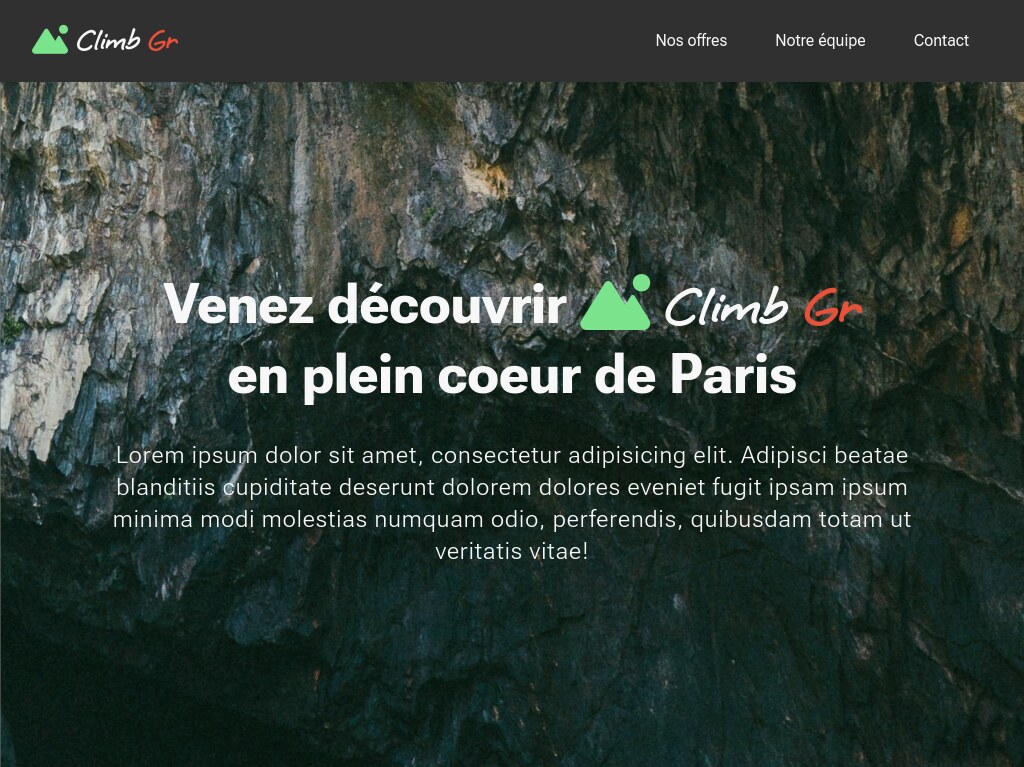 Climb Gr
Nos offres
Notre équipe
Contact
Venez découvrir Climb Gr
en plein coeur de Paris
Lorem ipsum dolor sit amet, consectetur adipisicing elit. Adipisci beatae
blanditiis cupiditate deserunt dolorem dolores eveniet fugit ipsam ipsum
minima modi molestias numquam odio, perferendis, quibusdam totam ut
veritatis vitae!